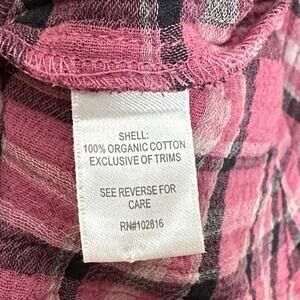 SHELL:
100% ORGANIC COTTON
EXCLUSIVE OF TRIMS
SEE REVERSE FOR
CARE
RN#102816